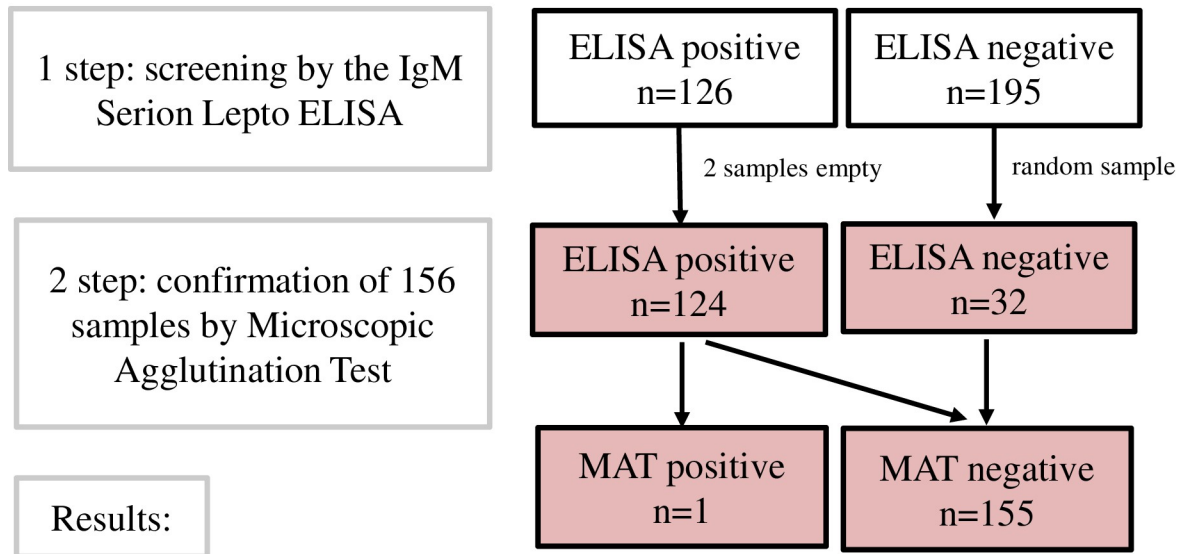 1 step: screening by the IgM
Serion Lepto ELISA
ELISA positive
n=126
ELISA negative
n=195
2 samples empty
random sample
2 step: confirmation of 156
samples by Microscopic
Agglutination Test
ELISA positive
n=124
ELISA negative
n=32
Results:
MAT positive
n=1
MAT negative
n=155